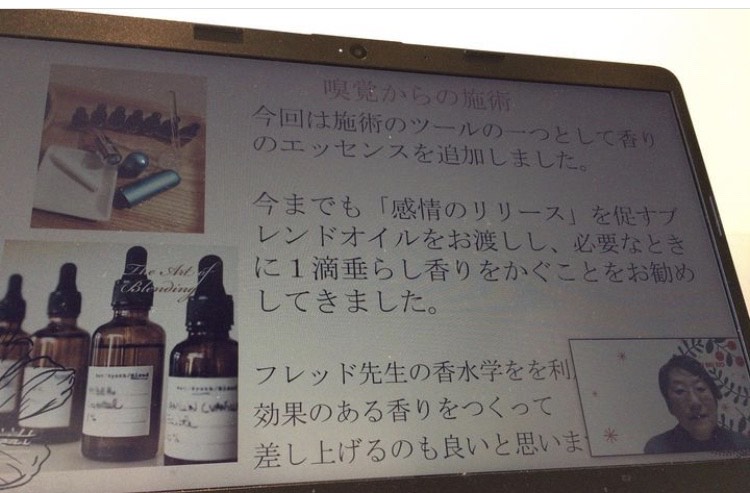 嗅覚からの施術
今回は施術のツールの一つとして香り
のエッセンスを追加しました。
今までも「感情のリリース」を促すブ
レンドオイルをお渡しし、必要なとき
に１滴垂らし香りをかぐことをお勧め
してきました。
フレッド先生の香水学をを利
効果のある香りをつくって
差し上げるのも良いと思いま
The Art of
Blending